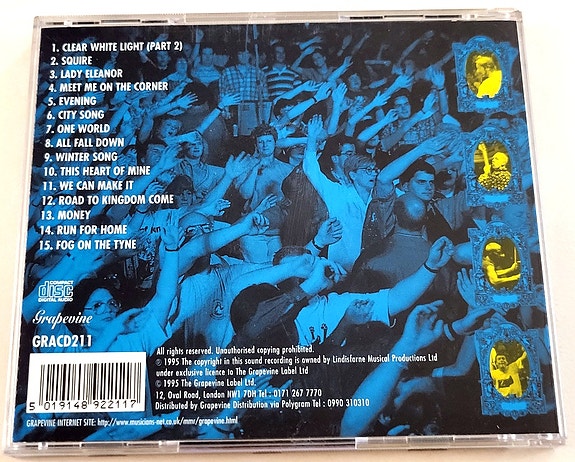 1. CLEAR WHITE LIGHT (PART 2)
2. SQUIRE
3. LADY ELEANOR
4. MEET ME ON THE CORNER
5. EVENING
6. CITY SONG
7. ONE WORLD
8. ALL FALL DOWN
9. WINTER SONG
10. THIS HEART OF MINE
11. WE CAN MAKE IT
12. ROAD TO KINGDOM COME
13. MONEY
14. RUN FOR HOME
15. FOG ON THE TYNE
COMPACT
disc
DIGITAL AUDIO
Grapevine
GRACD211
All rights reserved. Unauthorised copying prohibited.
℗ 1995 The copyright in this sound recording is owned by Lindisfarne Musical Productions Ltd
under exclusive licence to The Grapevine Label Ltd
© 1995 The Grapevine Label Ltd.
12, Oval Road, London NW1 7DH Tel : 0171 267 7770
Distributed by Grapevine Distribution via Polygram Tel : 0990 310310
5 019148 922117
GRAPEVINE INTERNET SITE: http://www.musicians-net.co.uk/mmr/grapevine.html